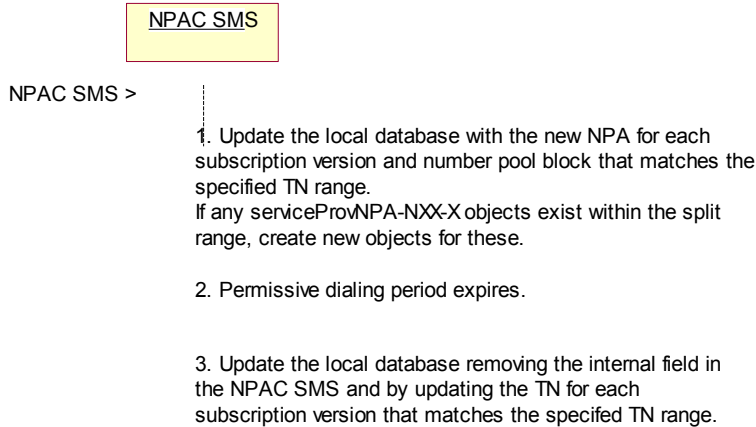 NPAC SMS
NPAC SMS >
1. Update the local database with the new NPA for each
subscription version and number pool block that matches the
specified TN range.
If any serviceProvNPA-NXX-X objects exist within the split
range, create new objects for these.
2. Permissive dialing period expires.
3. Update the local database removing the internal field in
the NPAC SMS and by updating the TN for each
subscription version that matches the specifed TN range.